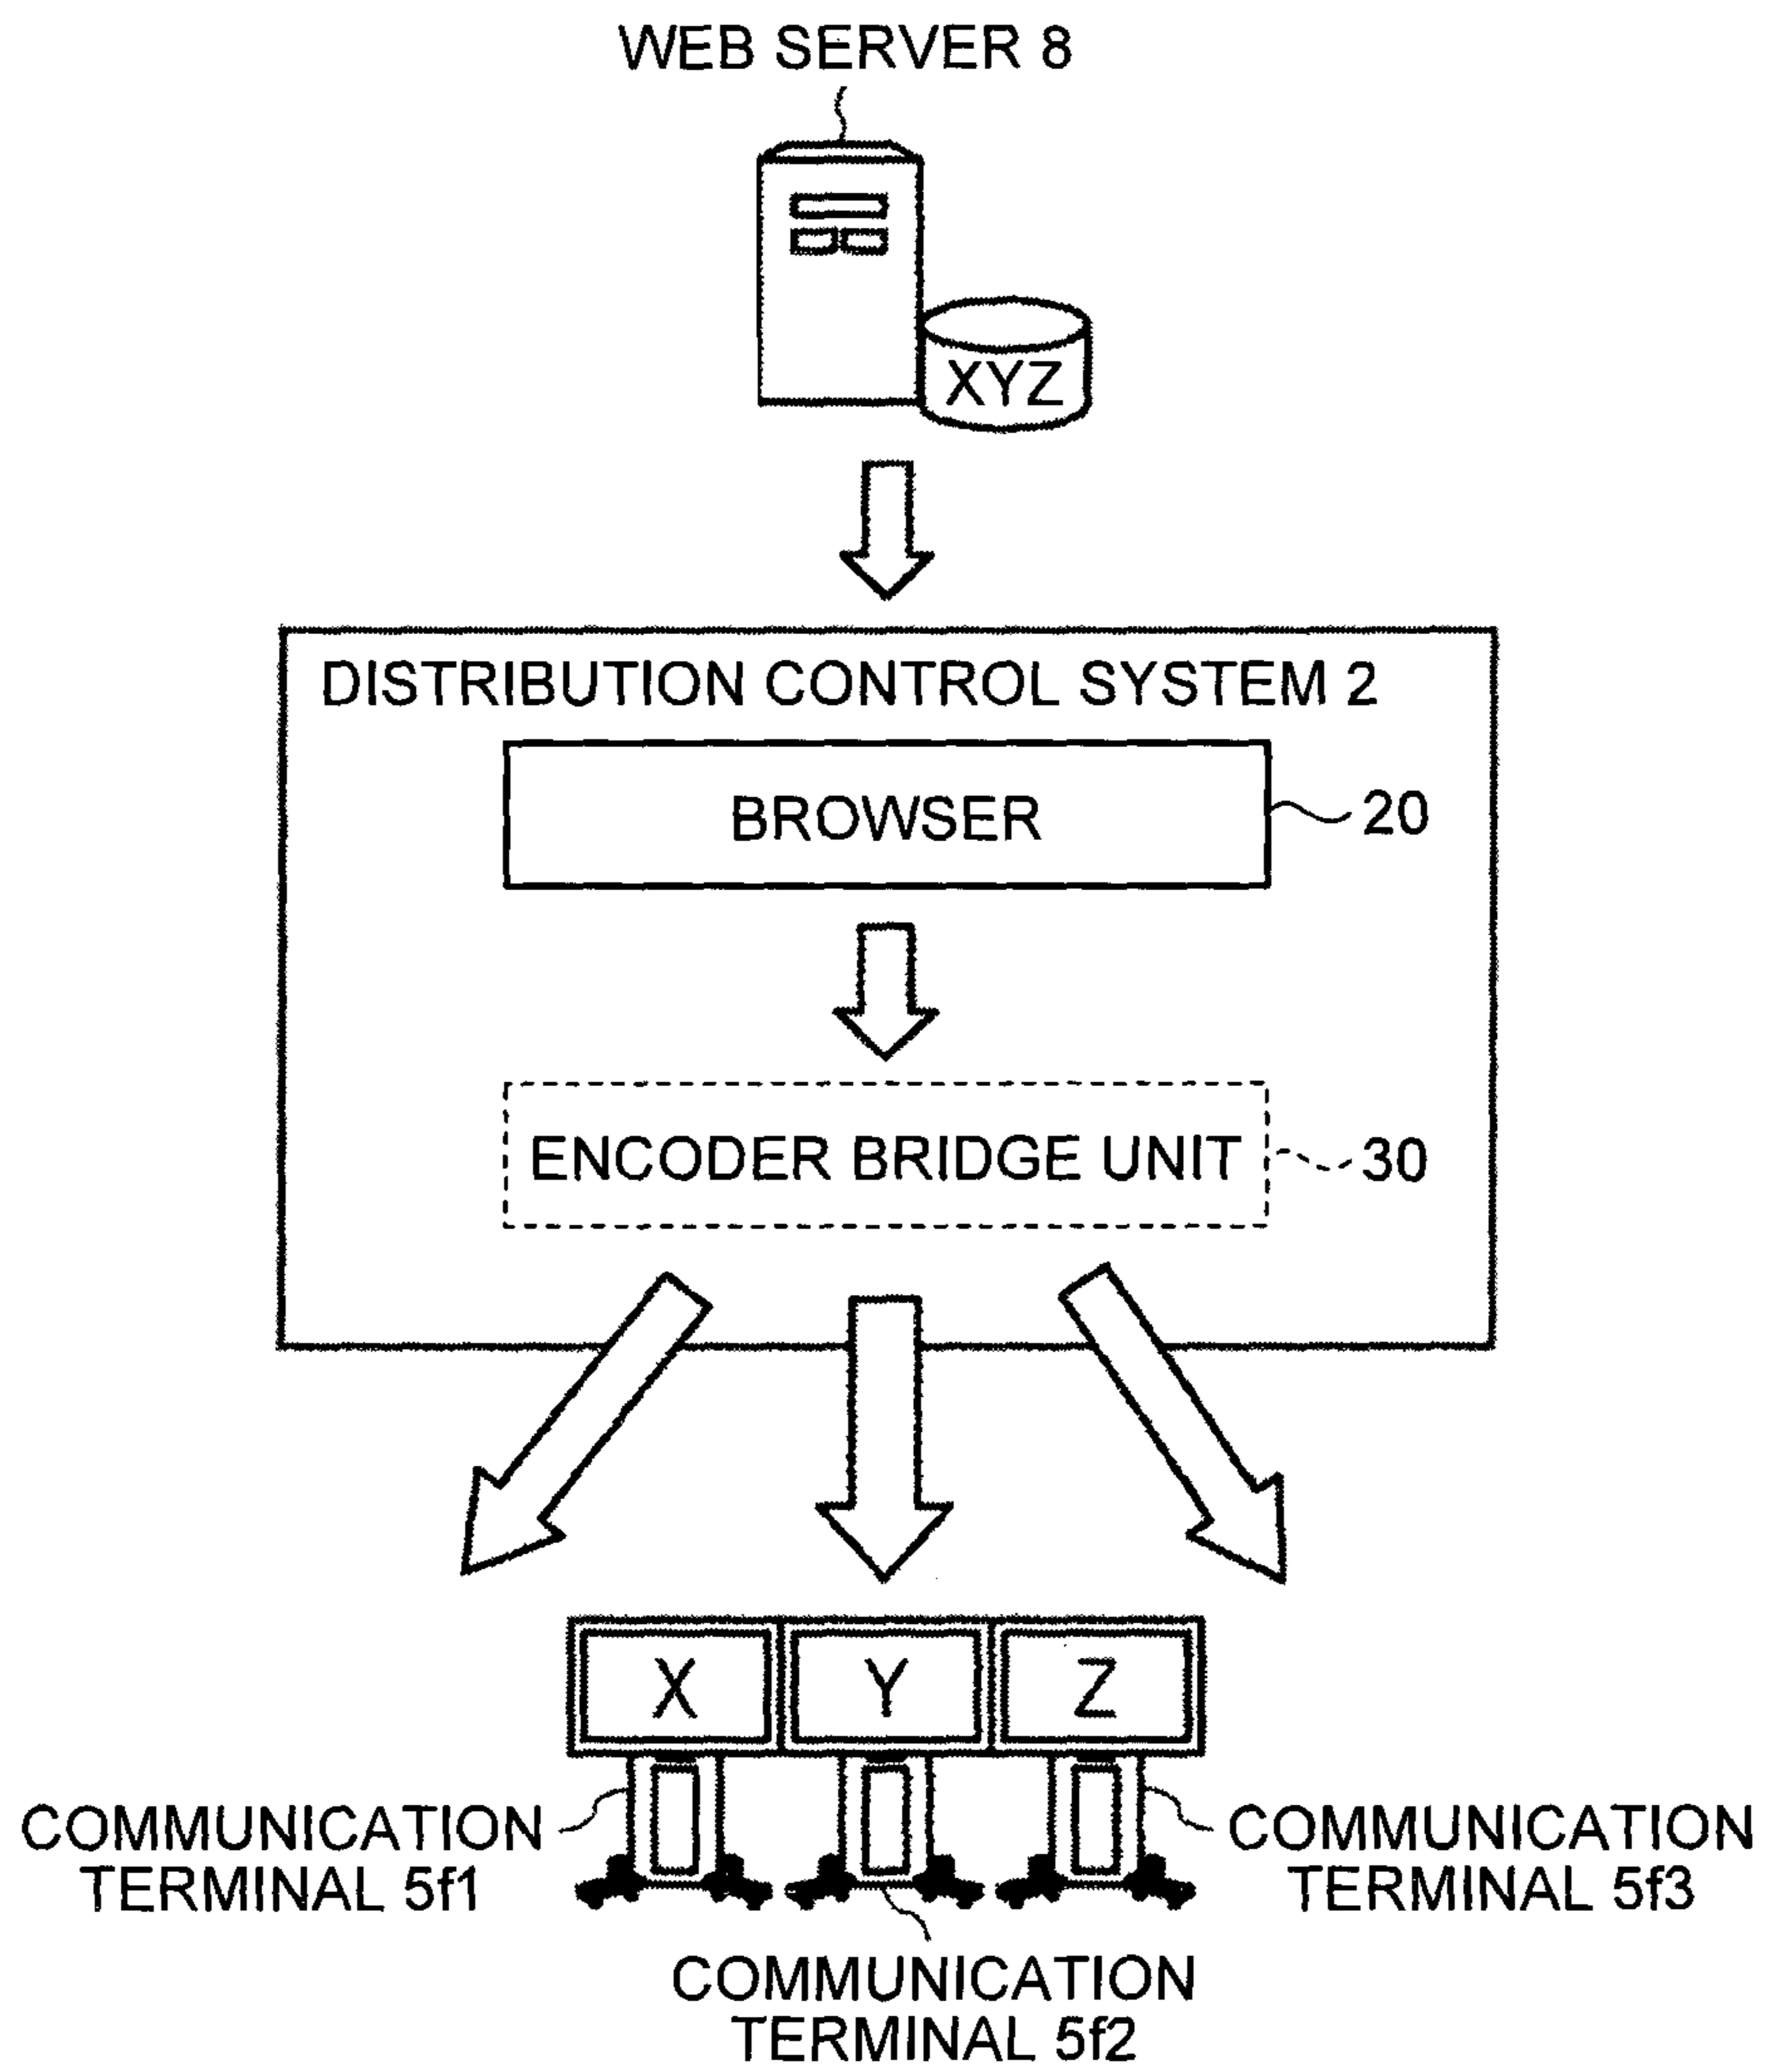 WEB SERVER 8
XYZ
DISTRIBUTION CONTROL SYSTEM 2
BROWSER
20
ENCODER BRIDGE UNIT
30
X
Y
Z
COMMUNICATION
TERMINAL 5f1
COMMUNICATION
TERMINAL 5f3
COMMUNICATION
TERMINAL 5f2